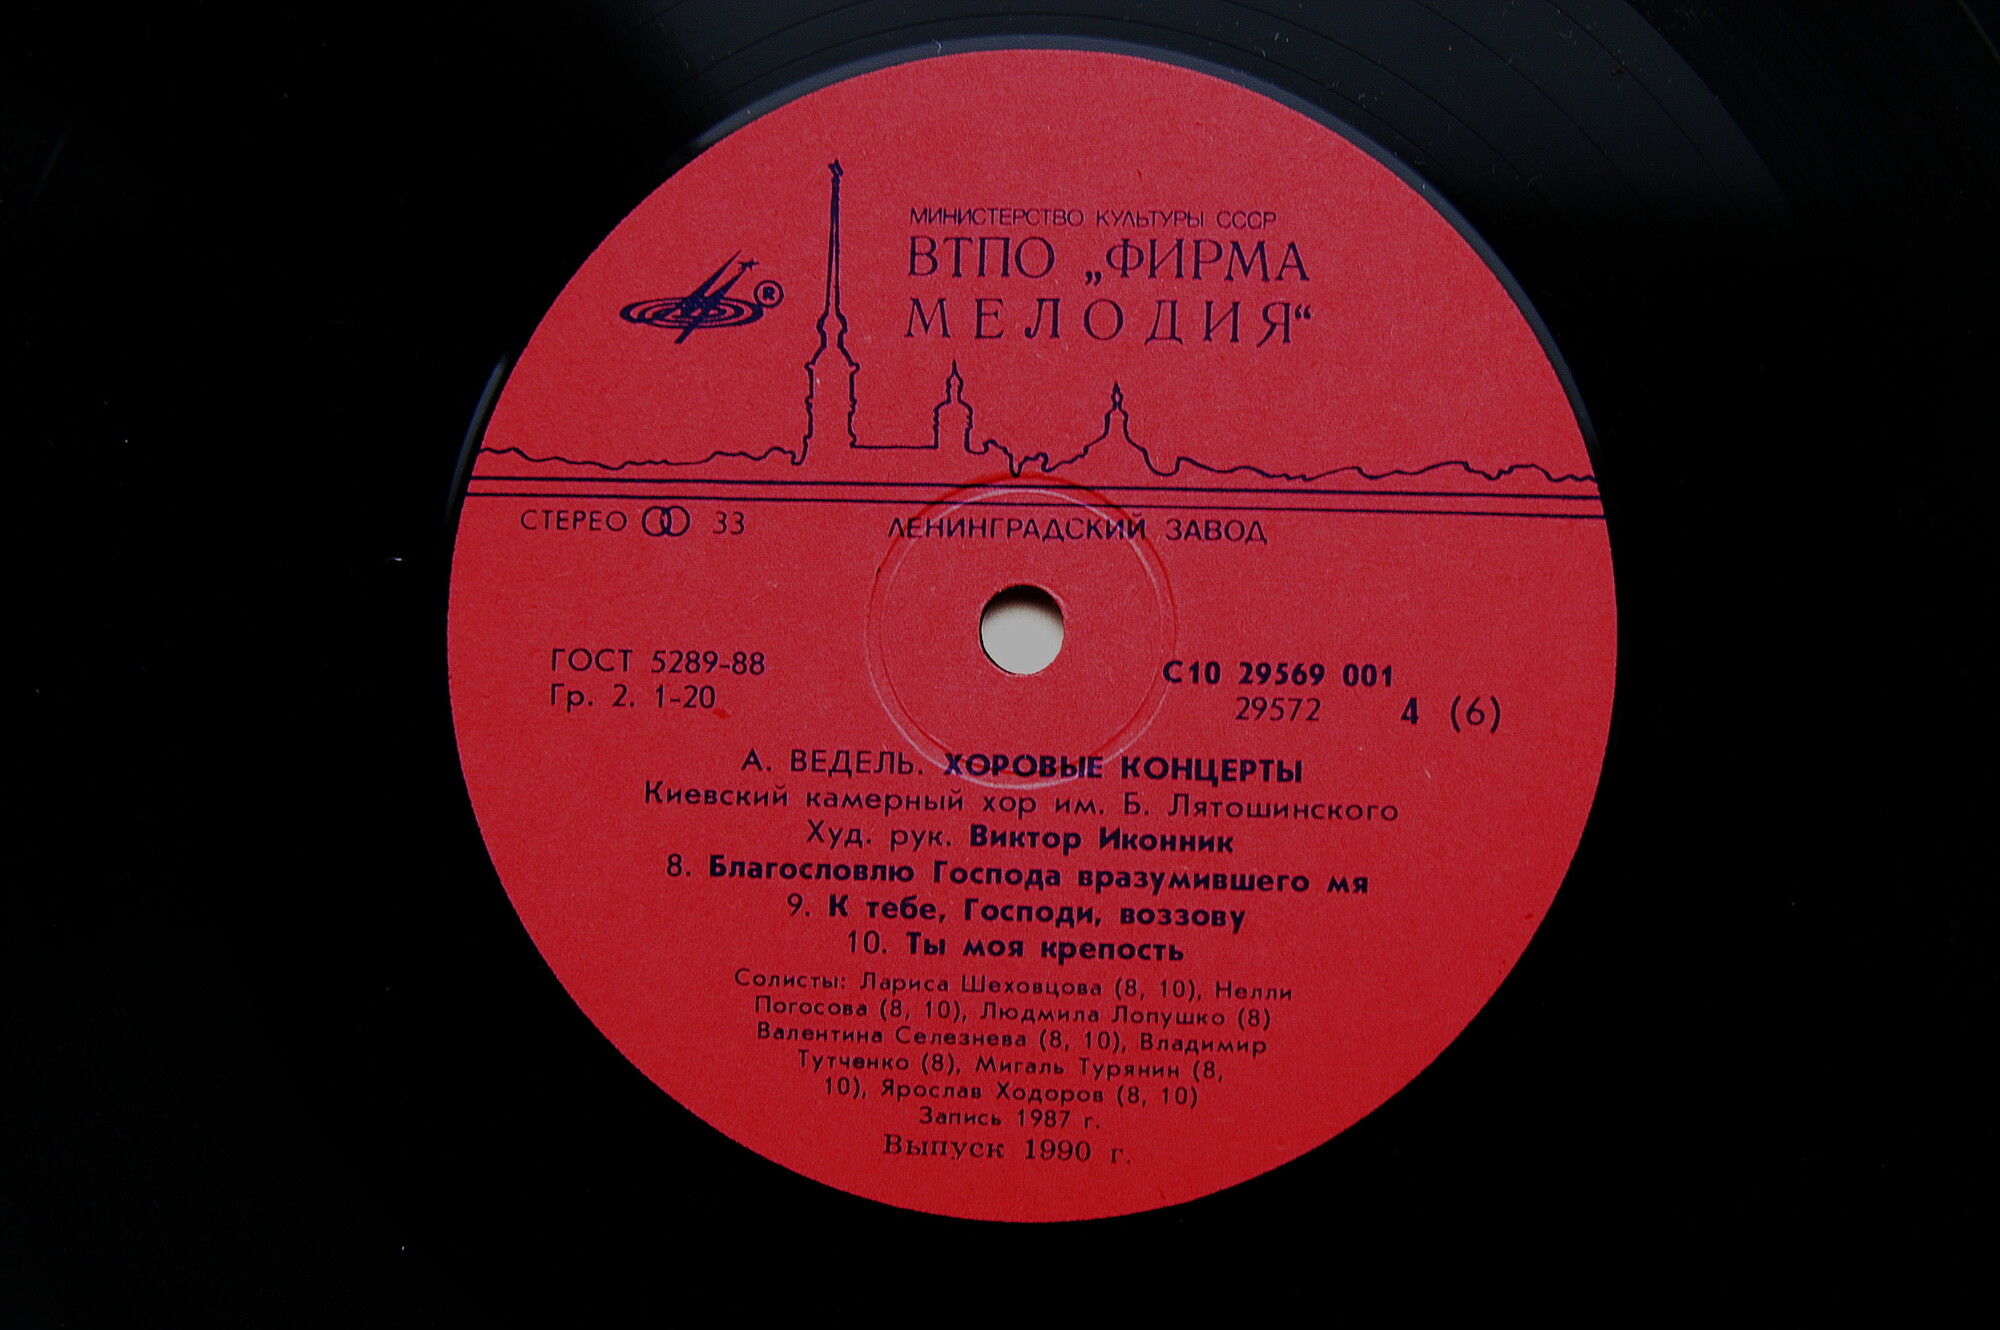 МИНИСТЕРСТВО КУЛЬТУРЫ СССР
ВТПО „ФИРМА
МЕЛОДИЯ“
®
СТЕРЕО 33
ЛЕНИНГРАДСКИЙ ЗАВОД
ГОСТ 5289-88
Гр. 2. 1-20
С10 29569 001
29572 4 (6)
А. ВЕДЕЛЬ. ХОРОВЫЕ КОНЦЕРТЫ
Киевский камерный хор им. Б. Лятошинского
Худ. рук. Виктор Иконник
8. Благословлю Господа вразумившего мя
9. К тебе, Господи, воззову
10. Ты моя крепость
Солисты: Лариса Шеховцова (8, 10), Нелли
Погосова (8, 10), Людмила Лопушко (8)
Валентина Селезнева (8, 10), Владимир
Тутченко (8), Мигаль Турянин (8,
10), Ярослав Ходоров (8, 10)
Запись 1987 г.
Выпуск 1990 г.